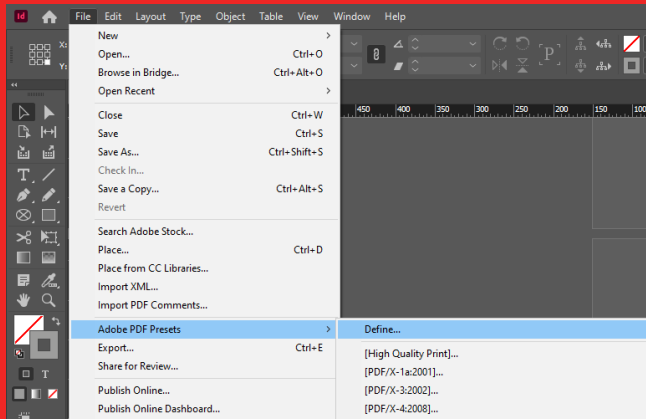 Id File Edit Layout Type Object Table View Window Help
X:
Y:
New
Open... Ctrl+O
Browse in Bridge... Ctrl+Alt+O
Open Recent
Close Ctrl+W
Save Ctrl+S
Save As... Ctrl+Shift+S
Check In...
Save a Copy... Ctrl+Alt+S
Revert
Search Adobe Stock...
Place... Ctrl+D
Place from CC Libraries...
Import XML...
Import PDF Comments...
Adobe PDF Presets
Export... Ctrl+E
Share for Review...
Publish Online...
Publish Online Dashboard...
Define...
[High Quality Print]...
[PDF/X-1a:2001]...
[PDF/X-3:2002]...
[PDF/X-4:2008]...
450 400 350 300 250 200 150 100
P
T
T